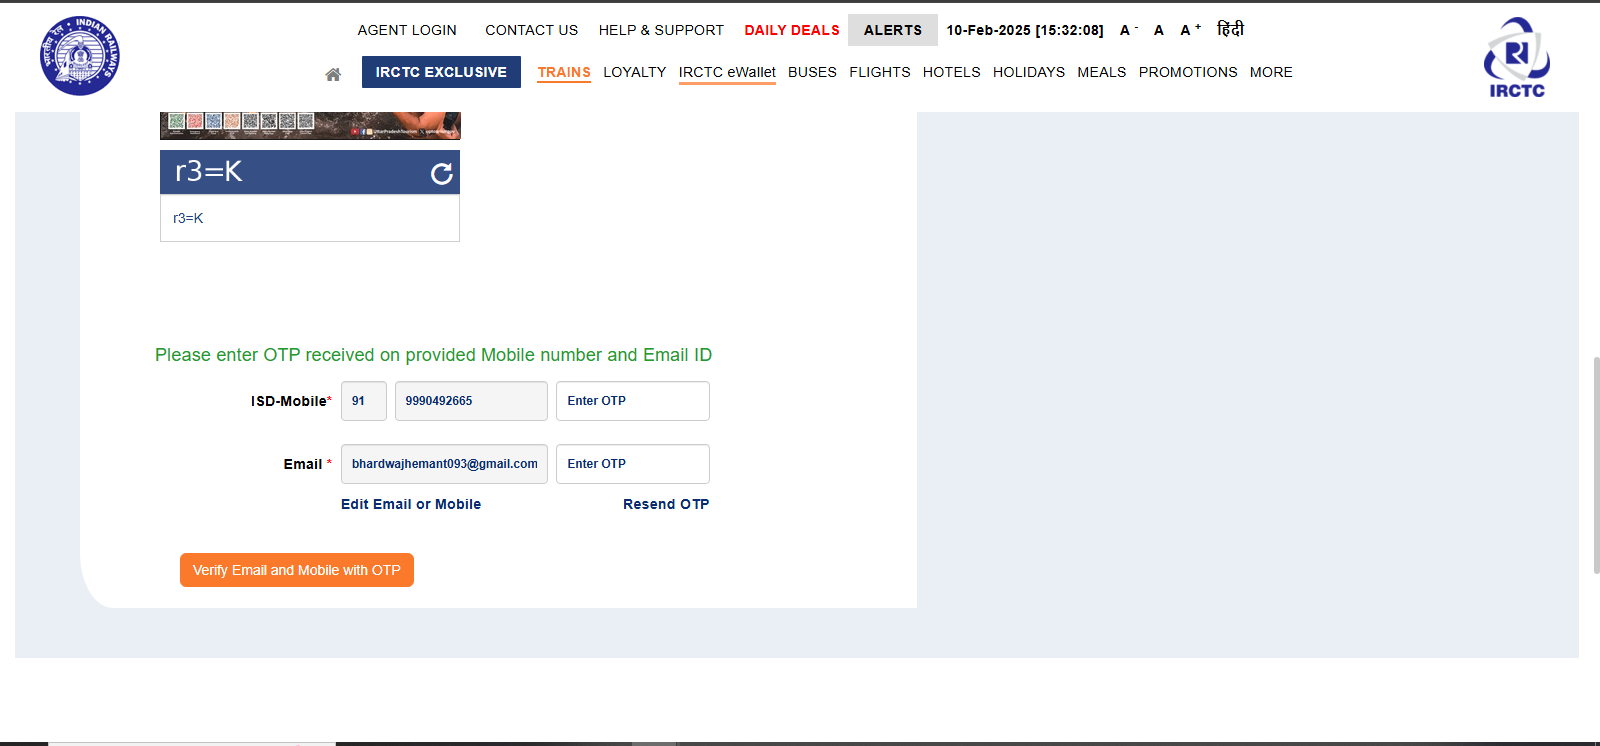 AGENT LOGIN CONTACT US HELP & SUPPORT DAILY DEALS ALERTS 10-Feb-2025 [15:32:08] A - A A + हिंदी
IRCTC EXCLUSIVE TRAINS LOYALTY IRCTC eWallet BUSES FLIGHTS HOTELS HOLIDAYS MEALS PROMOTIONS MORE
INDIAN RAILWAYS
भारतीय रेल
IRCTC
r3=K
r3=K
Please enter OTP received on provided Mobile number and Email ID
ISD-Mobile* 91 9990492665 Enter OTP
Email * bhardwajhemant093@gmail.com Enter OTP
Edit Email or Mobile Resend OTP
Verify Email and Mobile with OTP